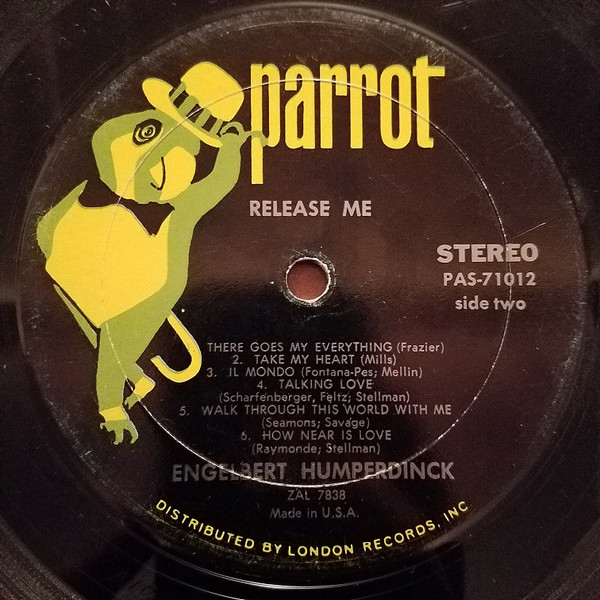 parrot
RELEASE ME
STEREO
PAS-71012
side two
THERE GOES MY EVERYTHING (Frazier)
2. TAKE MY HEART (Mills)
3. IL MONDO (Fontana-Pes; Mellin)
4. TALKING LOVE
(Scharfenberger, Feltz; Stellman)
5. WALK THROUGH THIS WORLD WITH ME
(Seamons; Savage)
6. HOW NEAR IS LOVE
(Raymonde; Stellman)
ENGELBERT HUMPERDINCK
ZAL 7838
Made in U.S.A.
DISTRIBUTED BY LONDON RECORDS, INC